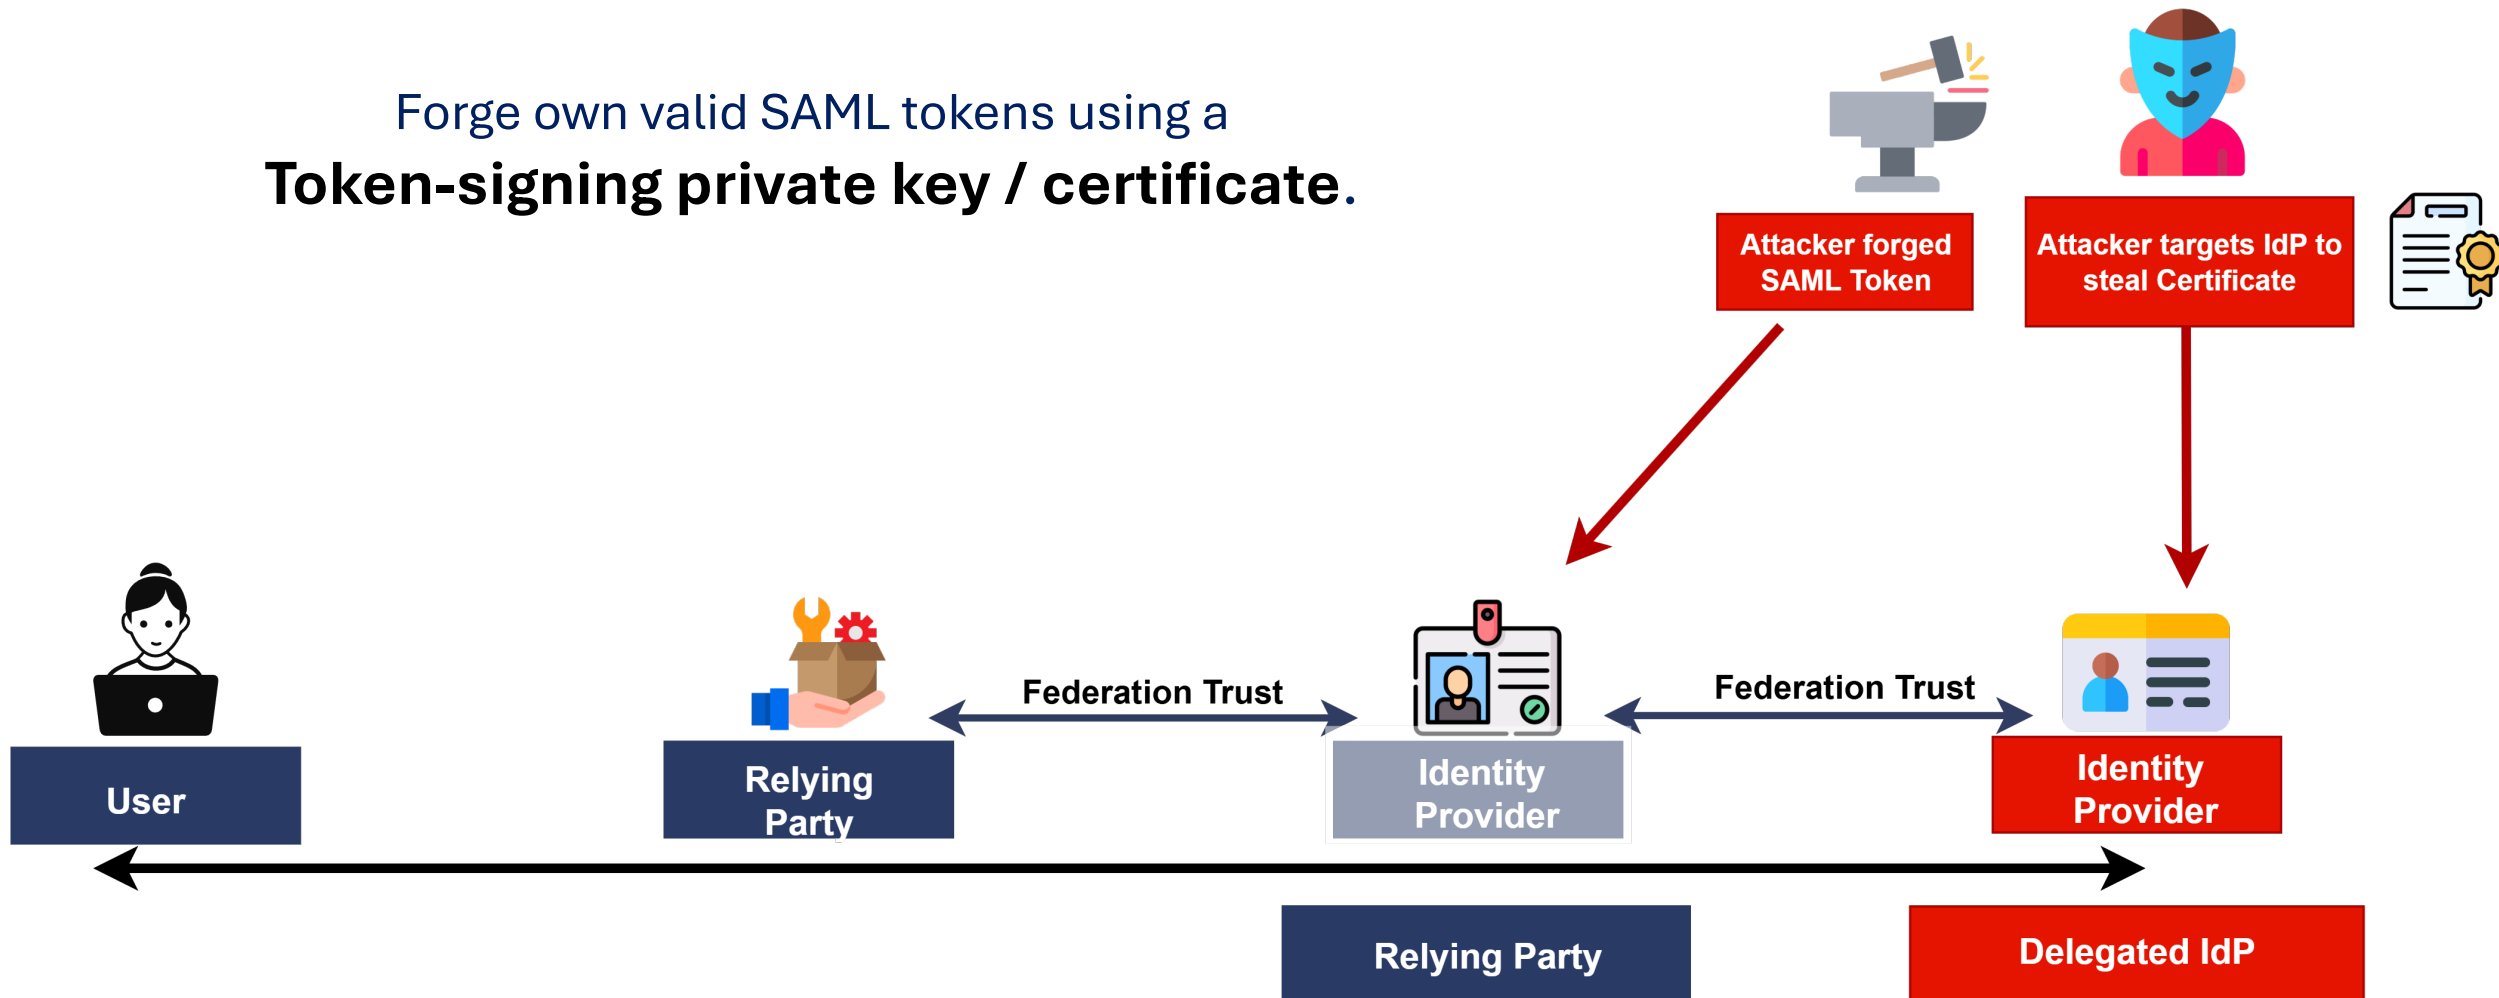 Forge own valid SAML tokens using a
Token-signing private key / certificate.
Attacker forged
SAML Token
Attacker targets IdP to
steal Certificate
Federation Trust
Federation Trust
User
Relying
Party
Identity
Provider
Identity
Provider
Relying Party
Delegated IdP